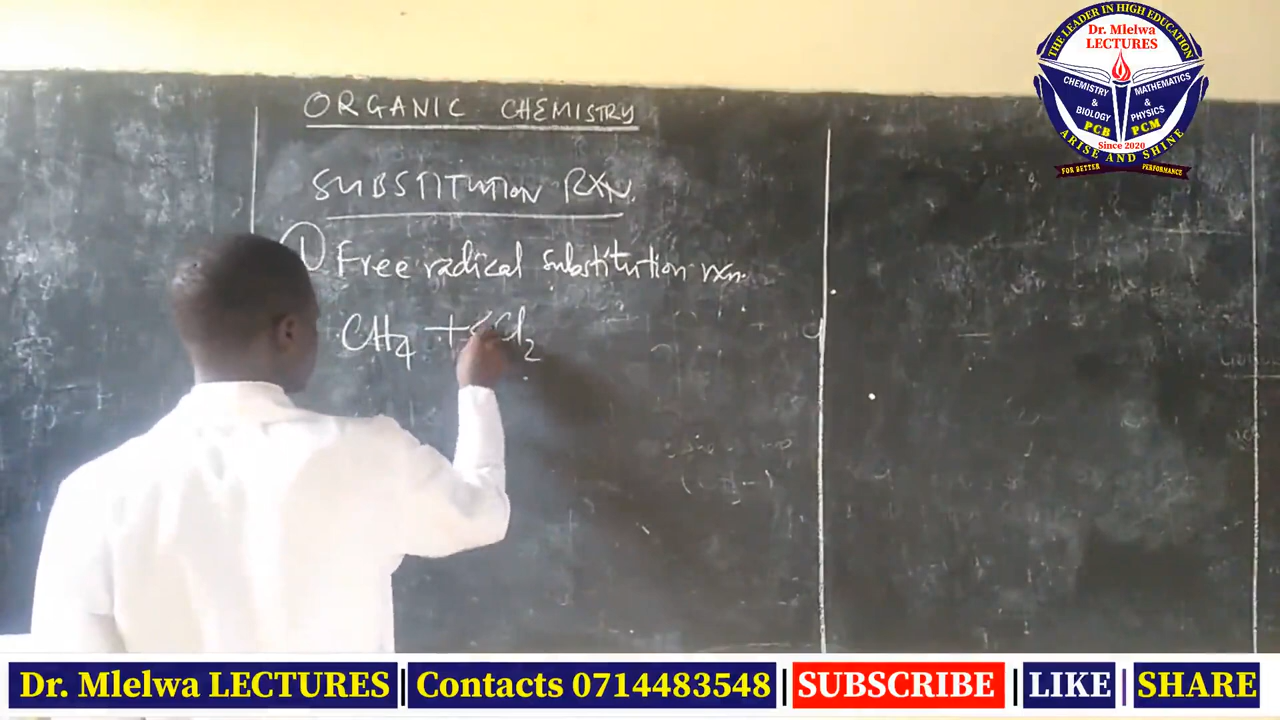 ORGANIC CHEMISTRY
SUBSTITUTION RXN.
① Free radical substitution rxn.
CH4 + Cl2
THE LEADER IN HIGH EDUCATION
Dr. Mlelwa
LECTURES
CHEMISTRY
&
BIOLOGY
PCB
MATHEMATICS
&
PHYSICS
PCM
Since 2020
ARISE AND SHINE
FOR BETTER PERFORMANCE
Dr. Mlelwa LECTURES Contacts 0714483548 SUBSCRIBE LIKE SHARE